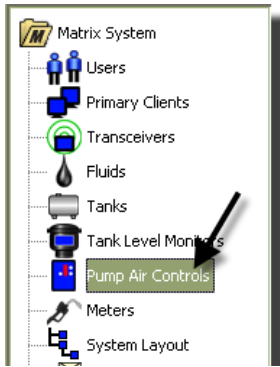 Matrix System
Users
Primary Clients
Transceivers
Fluids
Tanks
Tank Level Monitors
Pump Air Controls
Meters
System Layout